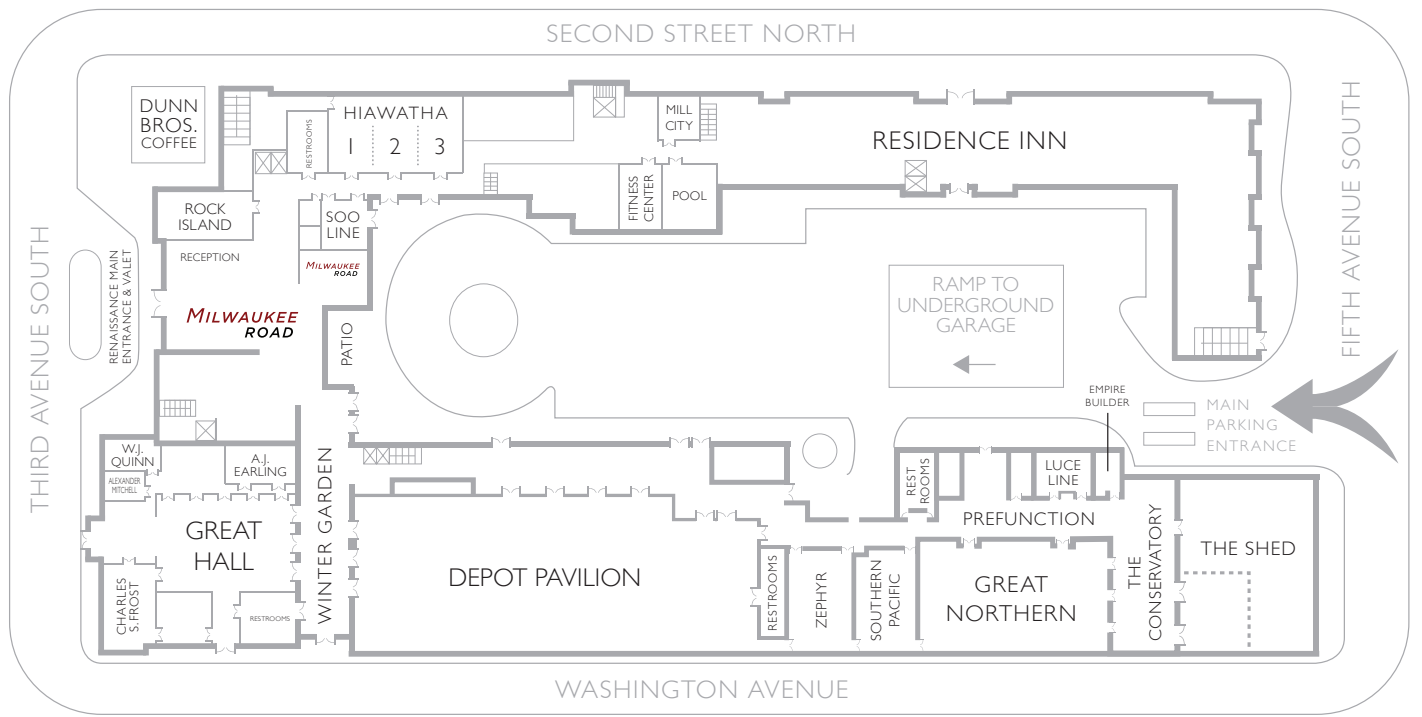 SECOND STREET NORTH
DUNN
BROS.
COFFEE
RESTROOMS
HIAWATHA
1 2 3
MILL
CITY
RESIDENCE INN
FIFTH AVENUE SOUTH
ROCK
ISLAND
SOO
LINE
FITNESS
CENTER
POOL
RECEPTION
MILWAUKEE
ROAD
THIRD AVENUE SOUTH
RENAISSANCE MAIN
ENTRANCE & VALET
MILWAUKEE
ROAD
PATIO
RAMP TO
UNDERGROUND
GARAGE
EMPIRE
BUILDER
MAIN
PARKING
ENTRANCE
W.J.
QUINN
A.J.
EARLING
ALEXANDER
MITCHELL
GREAT
HALL
WINTER GARDEN
CHARLES
S. FROST
RESTROOMS
DEPOT PAVILION
RESTROOMS
ZEPHYR
SOUTHERN
PACIFIC
REST
ROOMS
LUCE
LINE
PREFUNCTION
GREAT
NORTHERN
THE
CONSERVATORY
THE SHED
WASHINGTON AVENUE